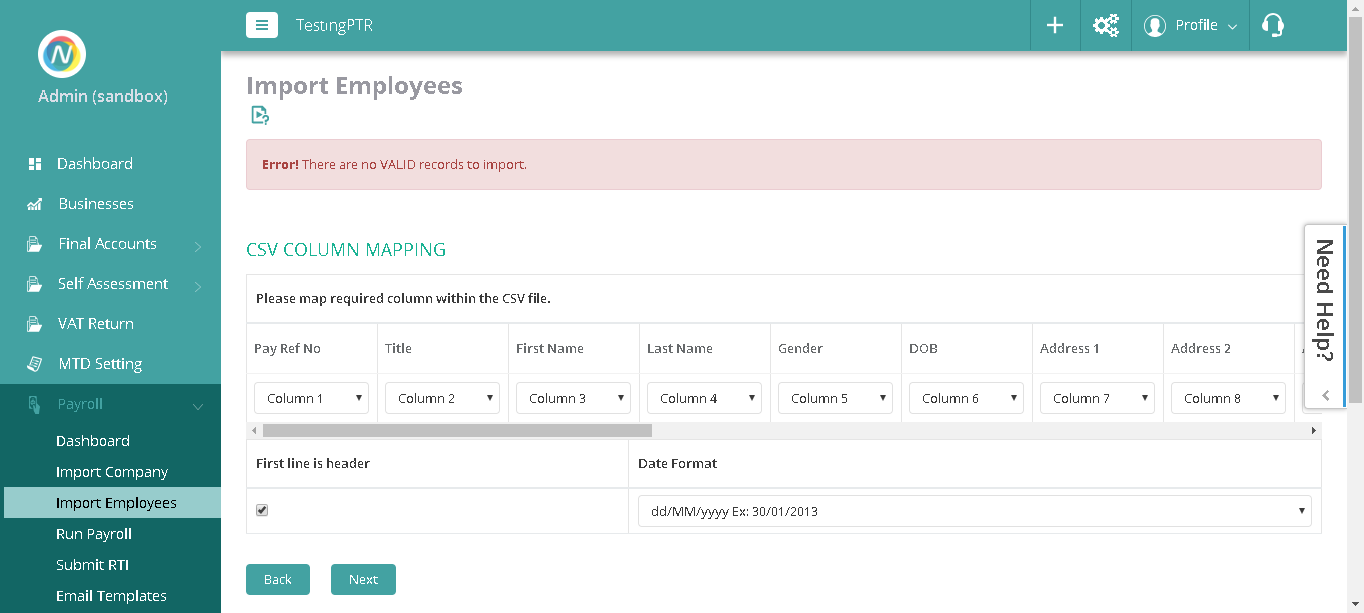 TestingPTR
Profile
N
Admin (sandbox)
Dashboard
Businesses
Final Accounts
Self Assessment
VAT Return
MTD Setting
Payroll
Dashboard
Import Company
Import Employees
Run Payroll
Submit RTI
Email Templates
Import Employees
Error! There are no VALID records to import.
CSV COLUMN MAPPING
Please map required column within the CSV file.
Pay Ref No Title First Name Last Name Gender DOB Address 1 Address 2
Column 1 Column 2 Column 3 Column 4 Column 5 Column 6 Column 7 Column 8
First line is header Date Format
dd/MM/yyyy Ex: 30/01/2013
Back Next
Need Help?